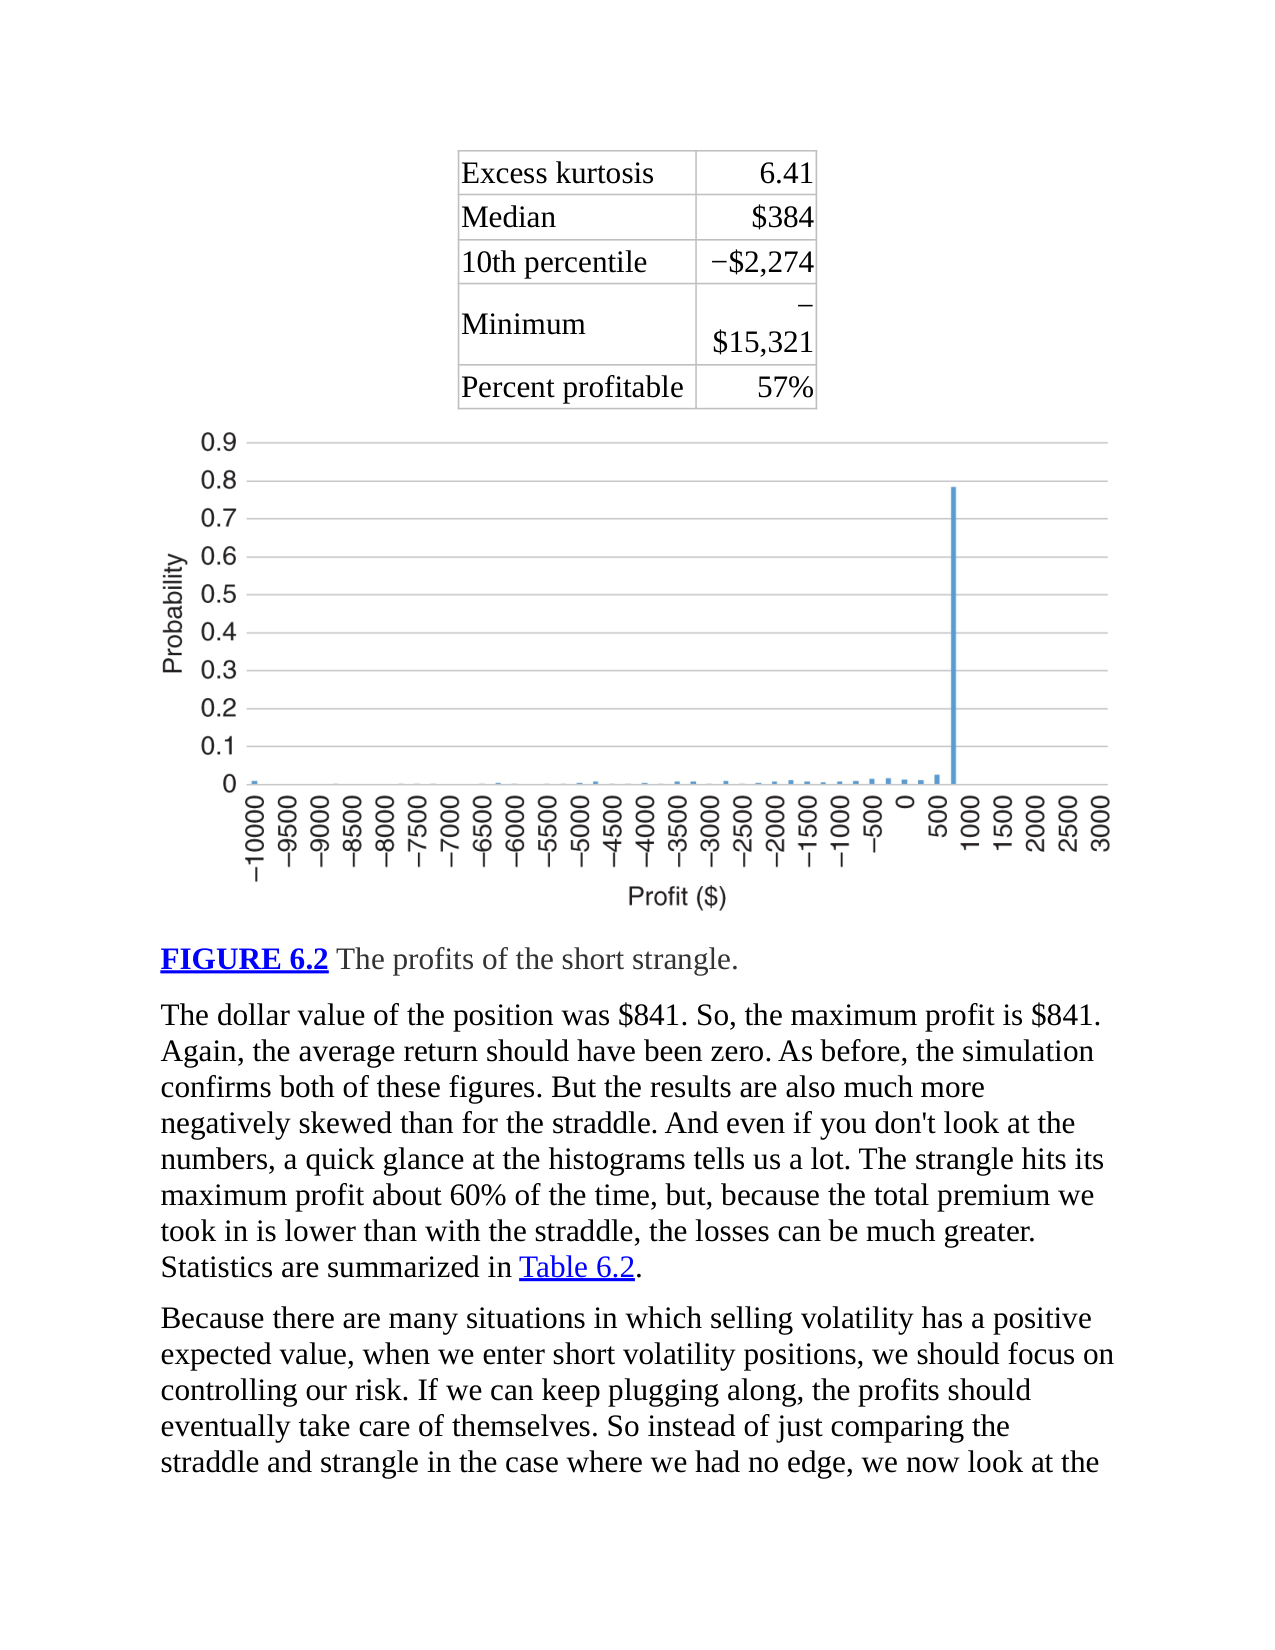 Excess kurtosis 6.41
Median $384
10th percentile −$2,274
Minimum −
$15,321
Percent profitable 57%
0.9
0.8
0.7
0.6
0.5
0.4
0.3
0.2
0.1
0
Probability
−10000 −9500 −9000 −8500 −8000 −7500 −7000 −6500 −6000 −5500 −5000 −4500 −4000 −3500 −3000 −2500 −2000 −1500 −1000 −500 0 500 1000 1500 2000 2500 3000
Profit ($)
FIGURE 6.2 The profits of the short strangle.
The dollar value of the position was $841. So, the maximum profit is $841.
Again, the average return should have been zero. As before, the simulation
confirms both of these figures. But the results are also much more
negatively skewed than for the straddle. And even if you don't look at the
numbers, a quick glance at the histograms tells us a lot. The strangle hits its
maximum profit about 60% of the time, but, because the total premium we
took in is lower than with the straddle, the losses can be much greater.
Statistics are summarized in Table 6.2.
Because there are many situations in which selling volatility has a positive
expected value, when we enter short volatility positions, we should focus on
controlling our risk. If we can keep plugging along, the profits should
eventually take care of themselves. So instead of just comparing the
straddle and strangle in the case where we had no edge, we now look at the